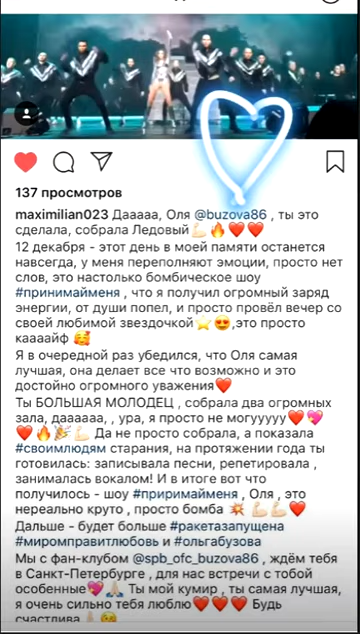 137 просмотров
maximilian023 Дааааа, Оля @buzova86 , ты это
сделала, собрала Ледовый💪🏻🔥❤️❤️
12 декабря - этот день в моей памяти останется
навсегда, у меня переполняют эмоции, просто нет
слов, это настолько бомбическое шоу
#принимайменя , что я получил огромный заряд
энергии, от души попел, и просто провёл вечер со
своей любимой звездочкой⭐😍,это просто
каааайф 🥰
Я в очередной раз убедился, что Оля самая
лучшая, она делает все что возможно и это
достойно огромного уважения❤️
Ты БОЛЬШАЯ МОЛОДЕЦ , собрала два огромных
зала, дааааaa, , ура, я просто не могууууу❤️💖
❤️🔥🎉💪🏻 Да не просто собрала, а показала
#своимлюдям старания, на протяжении года ты
готовилась: записывала песни, репетировала ,
занималась вокалом! И в итоге вот что
получилось - шоу #приримайменя , Оля , это
нереально круто , просто бомба 💥 💪🏻💪🏻❤️
Дальше - будет больше #ракетазапущена
#миромправитлюбовь и #ольгабузова
Мы с фан-клубом @spb_ofc_buzova86 , ждём тебя
в Санкт-Петербурге , для нас встречи с тобой
особенные💖🙏🏻 Ты мой кумир , ты самая лучшая,
я очень сильно тебя люблю❤️❤️❤️ Будь
счастлива🙏🏻😘